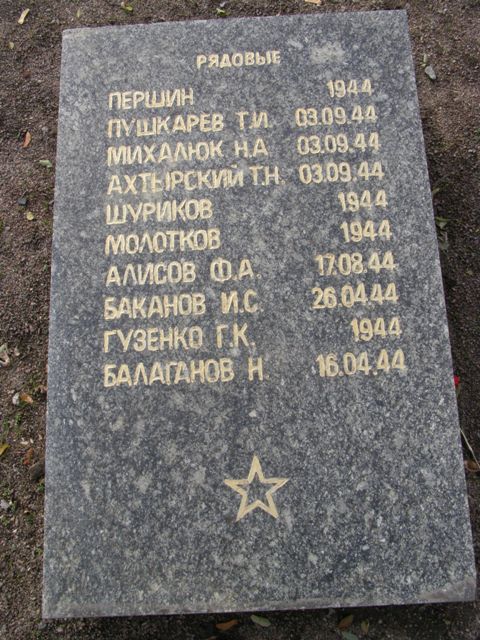 РЯДОВЫЕ
ПЕРШИН 1944
ПУШКАРЕВ Т.И. 03.09.44
МИХАЛЮК Н.А 03.09.44
АХТЫРСКИЙ Т.Н. 03.09.44
ШУРИКОВ 1944
МОЛОТКОВ 1944
АЛИСОВ Ф.А. 17.08.44
БАКАНОВ И.С. 26.04.44
ГУЗЕНКО Г.К. 1944
БАЛАГАНОВ Н. 16.04.44